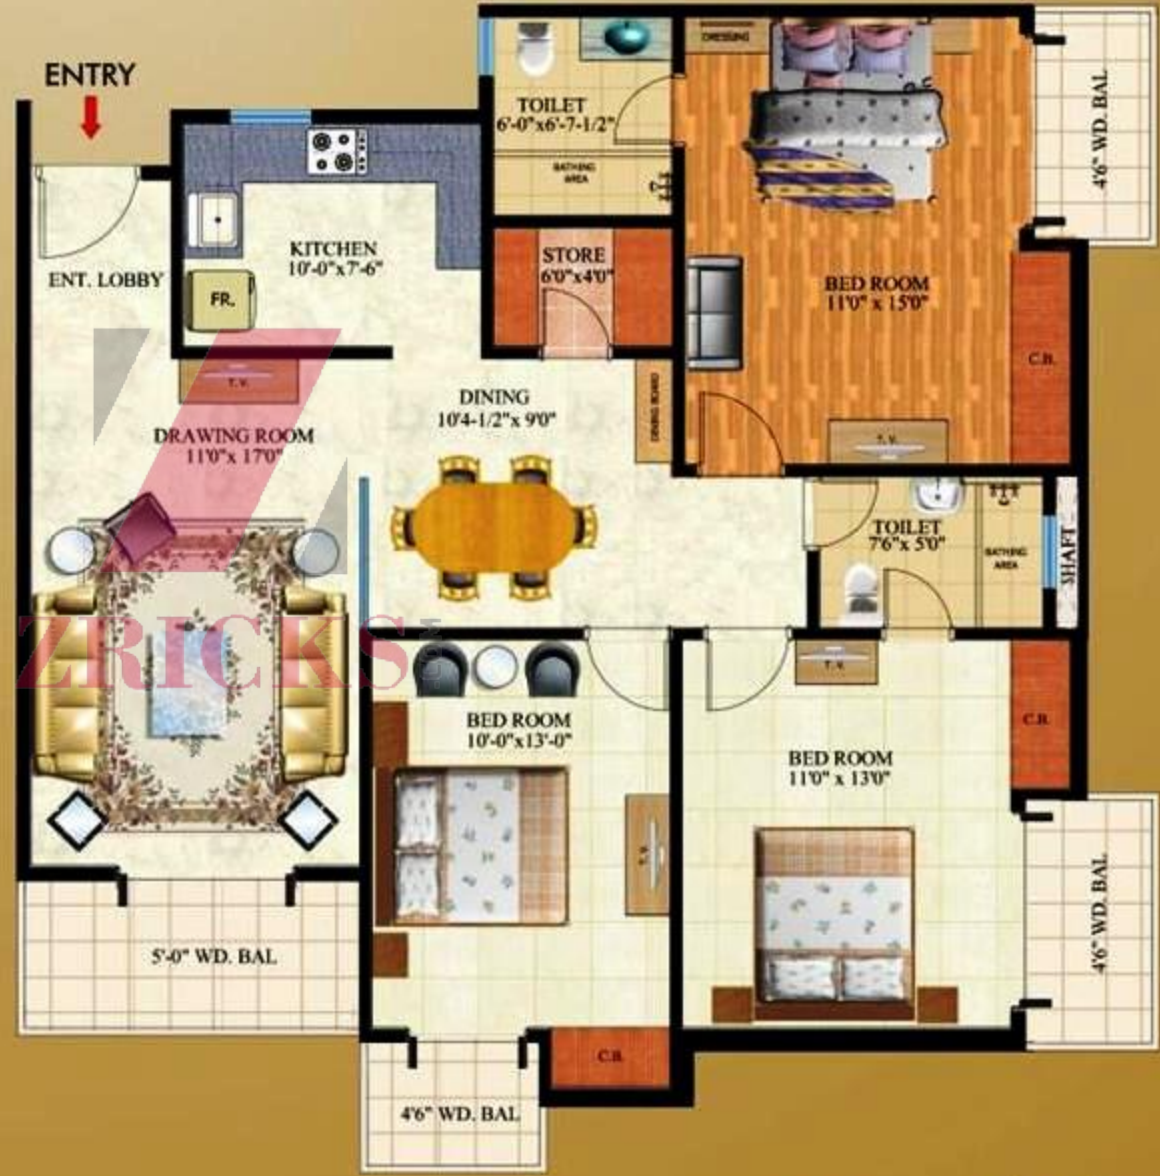 ENTRY
DRESSING
4'6" WD. BAL
TOILET
6'-0"x6'-7-1/2"
BATHING
AREA
KITCHEN
10'-0"x7'-6"
STORE
6'0"x4'0"
ENT. LOBBY
FR.
BED ROOM
11'0" x 15'0"
C.B.
T.V.
DINING
10'4-1/2"x 9'0"
DINING BOARD
DRAWING ROOM
11'0"x 17'0"
T.V.
TOILET
7'6"x 5'0"
BATHING
AREA
SHAFT
ZRICKS
.COM
T.V.
C.B.
BED ROOM
10'-0"x13'-0"
BED ROOM
11'0" x 13'0"
T.V.
4'6" WD. BAL
5'-0" WD. BAL
C.B.
4'6" WD. BAL